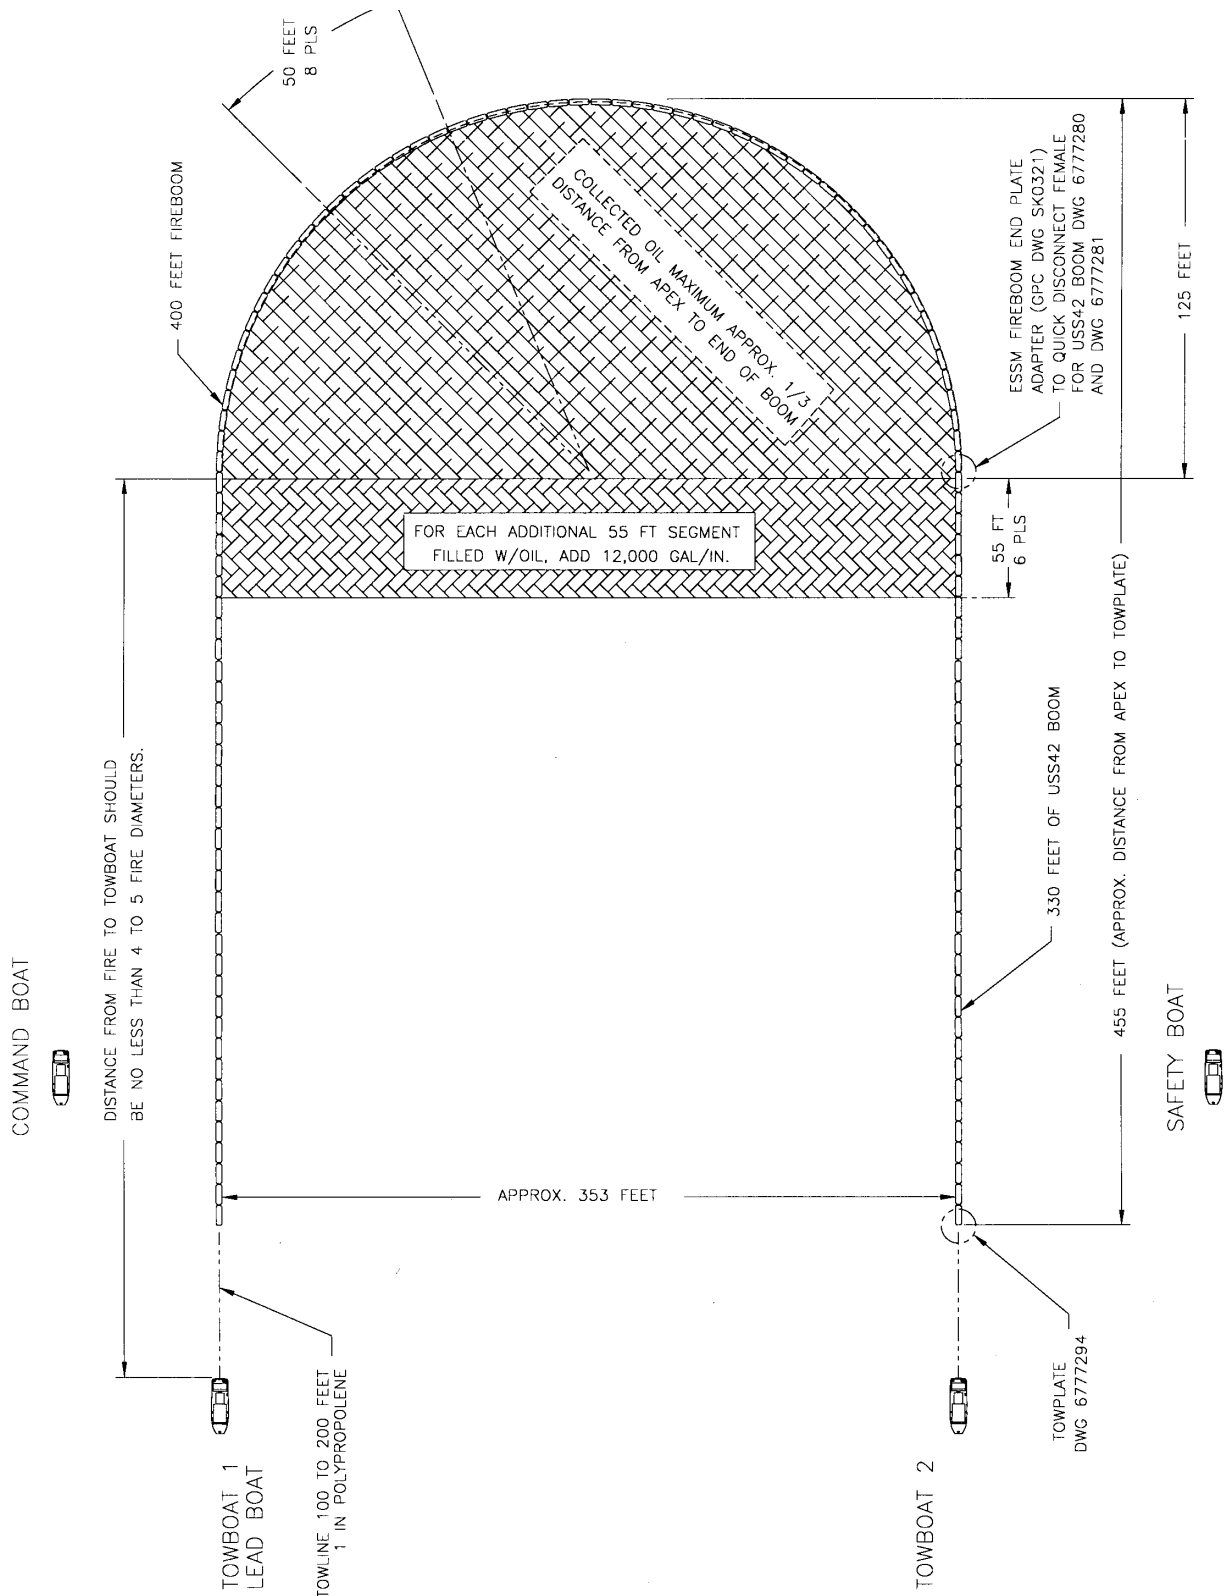 50 FEET
8 PLS
400 FEET FIREBOOM
COLLECTED OIL MAXIMUM APPROX. 1/3
DISTANCE FROM APEX TO END OF BOOM
ESSM FIREBOOM END PLATE
ADAPTER (GPC DWG SK0321)
TO QUICK DISCONNECT FEMALE
FOR USS42 BOOM DWG 6777280
AND DWG 6777281
125 FEET
FOR EACH ADDITIONAL 55 FT SEGMENT
FILLED W/OIL, ADD 12,000 GAL/IN.
55 FT
6 PLS
DISTANCE FROM FIRE TO TOWBOAT SHOULD
BE NO LESS THAN 4 TO 5 FIRE DIAMETERS.
330 FEET OF USS42 BOOM
455 FEET (APPROX. DISTANCE FROM APEX TO TOWPLATE)
COMMAND BOAT
SAFETY BOAT
APPROX. 353 FEET
TOWLINE 100 TO 200 FEET
1 IN POLYPROPOLENE
TOWPLATE
DWG 6777294
TOWBOAT 1
LEAD BOAT
TOWBOAT 2